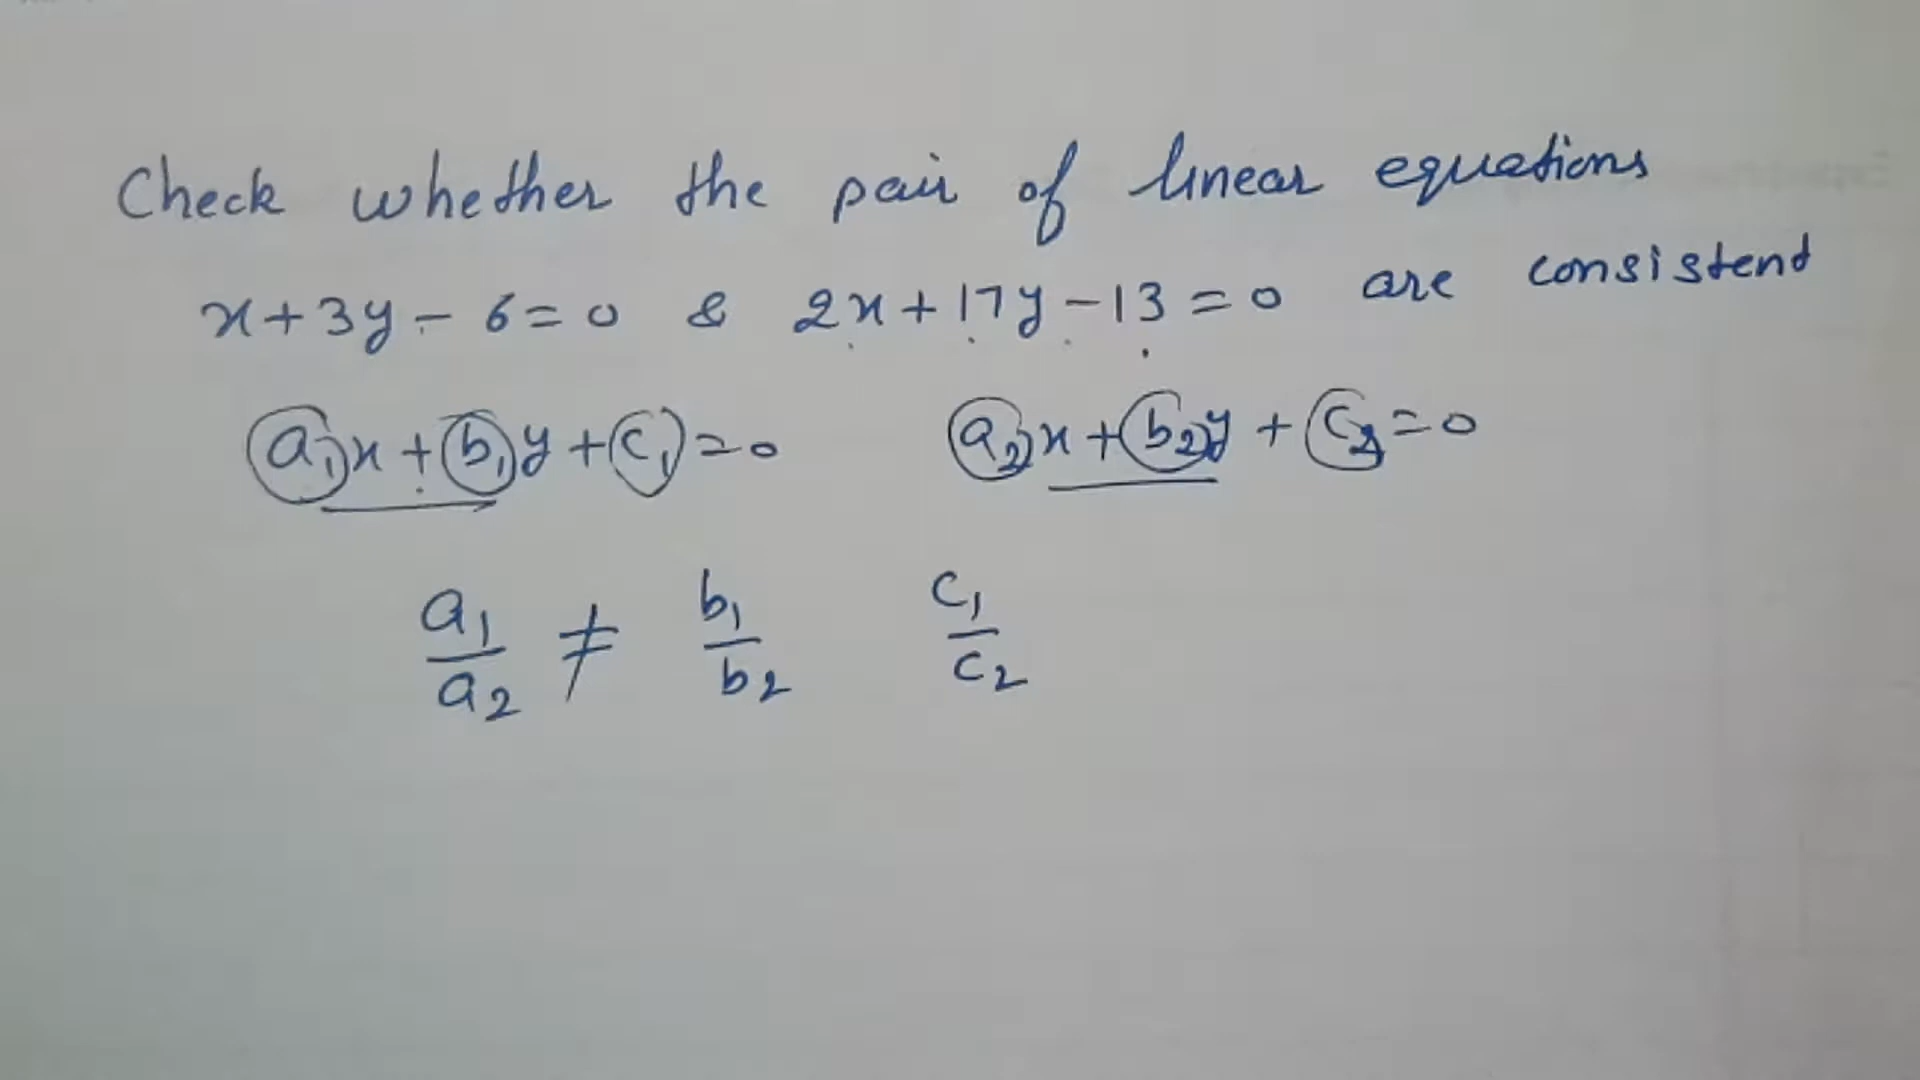 Check whether the pair of linear equations
x+3y-6=0 & 2x+17y-13=0 are consistend
a₁x+b₁y+c₁=0 a₂x+b₂y+c₂=0
a₁/a₂ ≠ b₁/b₂ c₁/c₂